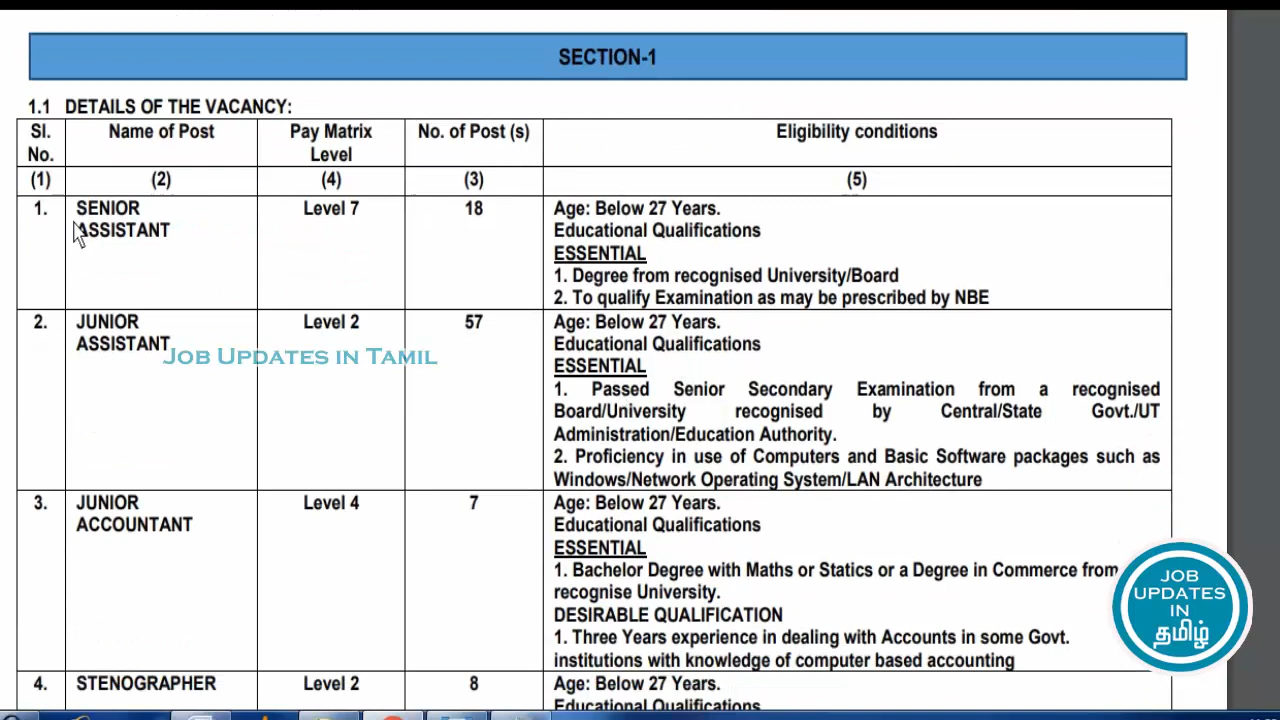 SECTION-1
1.1 DETAILS OF THE VACANCY:
Sl. No. Name of Post Pay Matrix Level No. of Post (s) Eligibility conditions
(1) (2) (4) (3) (5)
1. SENIOR ASSISTANT Level 7 18 Age: Below 27 Years.
Educational Qualifications
ESSENTIAL
1. Degree from recognised University/Board
2. To qualify Examination as may be prescribed by NBE
2. JUNIOR ASSISTANT Level 2 57 Age: Below 27 Years.
Educational Qualifications
ESSENTIAL
1. Passed Senior Secondary Examination from a recognised
Board/University recognised by Central/State Govt./UT
Administration/Education Authority.
2. Proficiency in use of Computers and Basic Software packages such as
Windows/Network Operating System/LAN Architecture
JOB UPDATES IN TAMIL
3. JUNIOR ACCOUNTANT Level 4 7 Age: Below 27 Years.
Educational Qualifications
ESSENTIAL
1. Bachelor Degree with Maths or Statics or a Degree in Commerce from
recognise University.
DESIRABLE QUALIFICATION
1. Three Years experience in dealing with Accounts in some Govt.
institutions with knowledge of computer based accounting
4. STENOGRAPHER Level 2 8 Age: Below 27 Years.
Educational Qualifications
JOB
UPDATES
IN
தமிழ்